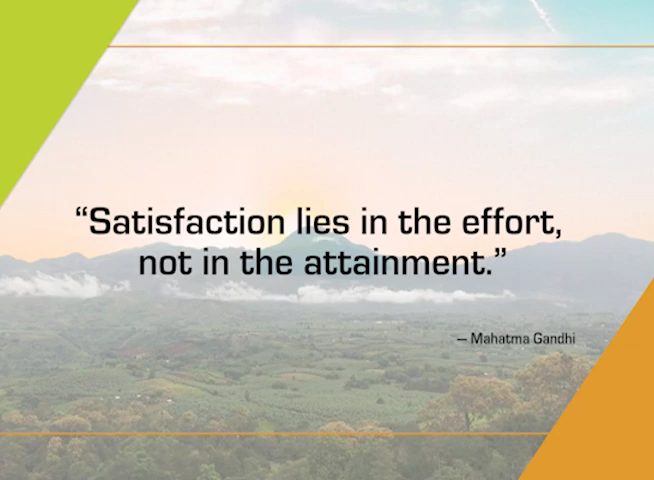 “Satisfaction lies in the effort,
not in the attainment.”
— Mahatma Gandhi